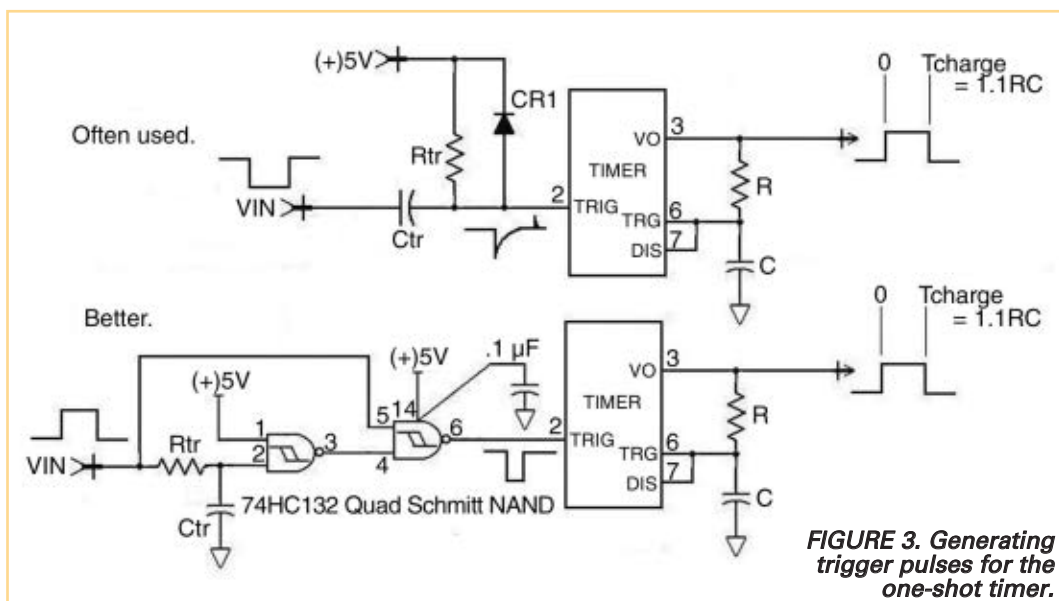 (+)5V
0 Tcharge
= 1.1RC
CR1
Often used.
Rtr
VO 3
TIMER
R
VIN
2
TRIG
TRG 6
DIS 7
Ctr
C
0 Tcharge
= 1.1RC
Better.
(+)5V
.1 µF
(+)5V
5 14
VO 3
TIMER
R
1
3
6
2
TRIG
VIN
Rtr
2
4
TRG 6
DIS 7
Ctr
74HC132 Quad Schmitt NAND
C
FIGURE 3. Generating
trigger pulses for the
one-shot timer.